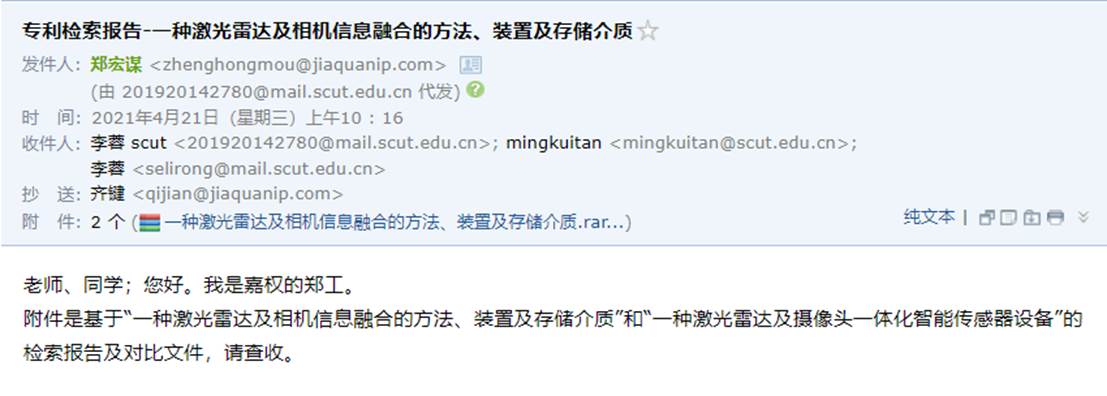 专利检索报告-一种激光雷达及相机信息融合的方法、装置及存储介质☆
发件人：郑宏谋 <zhenghongmou@jiaquanip.com>
(由 201920142780@mail.scut.edu.cn 代发)
时 间：2021年4月21日（星期三）上午10：16
收件人：李蓉 scut <201920142780@mail.scut.edu.cn>; mingkuitan <mingkuitan@scut.edu.cn>;
李蓉 <selirong@mail.scut.edu.cn>
抄 送：齐键 <qijian@jiaquanip.com>
附 件：2 个 (一种激光雷达及相机信息融合的方法、装置及存储介质.rar...)
纯文本 |
老师、同学；您好。我是嘉权的郑工。
附件是基于“一种激光雷达及相机信息融合的方法、装置及存储介质”和“一种激光雷达及摄像头一体化智能传感器设备”的
检索报告及对比文件，请查收。